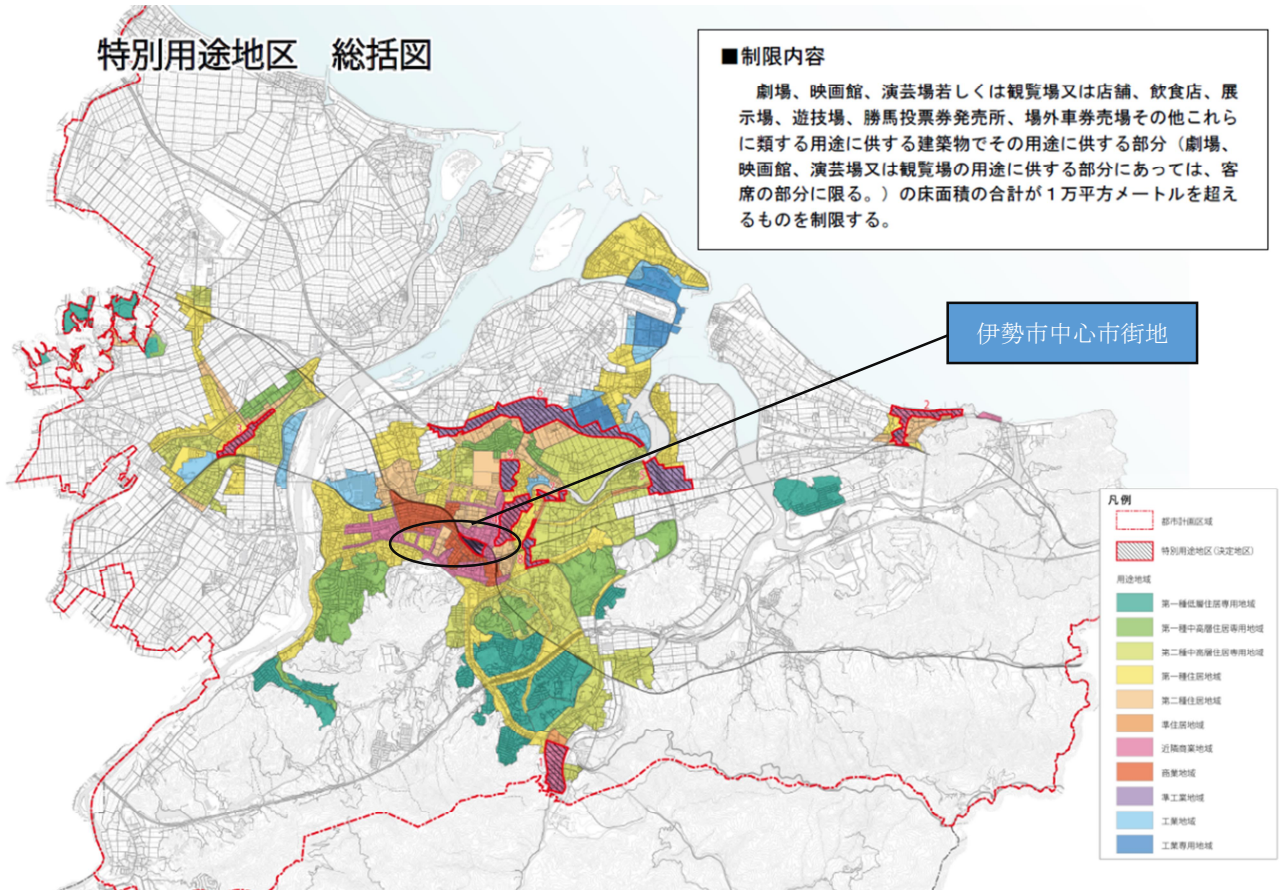 特別用途地区　総括図
■制限内容
　劇場、映画館、演芸場若しくは観覧場又は店舗、飲食店、展
示場、遊技場、勝馬投票券発売所、場外車券売場その他これら
に類する用途に供する建築物でその用途に供する部分（劇場、
映画館、演芸場又は観覧場の用途に供する部分にあっては、客
席の部分に限る。）の床面積の合計が１万平方メートルを超え
るものを制限する。
伊勢市中心市街地
6
2
1
凡例
都市計画区域
特別用途地区(決定地区)
用途地域
第一種低層住居専用地域
第一種中高層住居専用地域
第二種中高層住居専用地域
第一種住居地域
第二種住居地域
準住居地域
近隣商業地域
商業地域
準工業地域
工業地域
工業専用地域